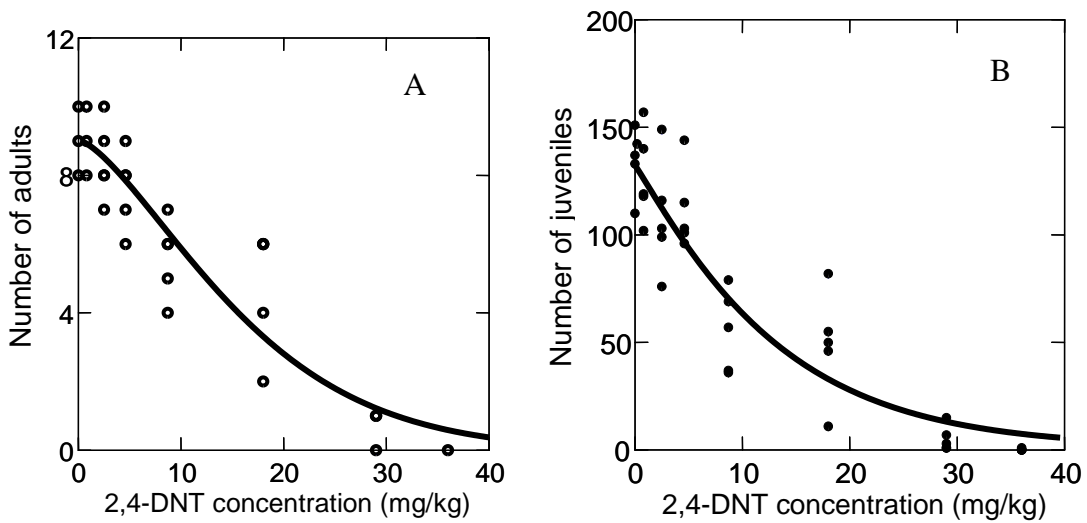 A
12
8
4
0
Number of adults
0 10 20 30 40
2,4-DNT concentration (mg/kg)
B
200
150
100
50
0
Number of juveniles
0 10 20 30 40
2,4-DNT concentration (mg/kg)